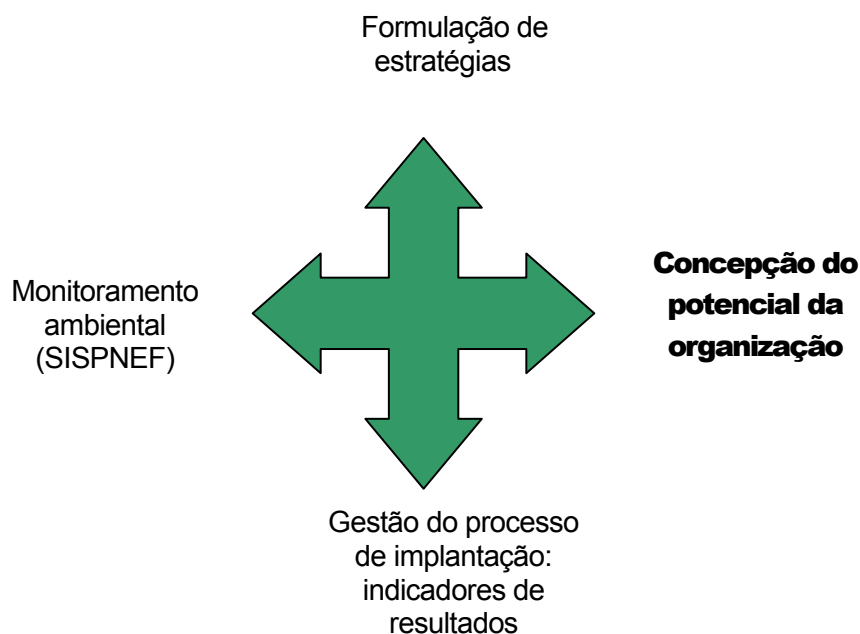 Formulação de
estratégias
Monitoramento
ambiental
(SISPNEF)
Concepção do
potencial da
organização
Gestão do processo
de implantação:
indicadores de
resultados